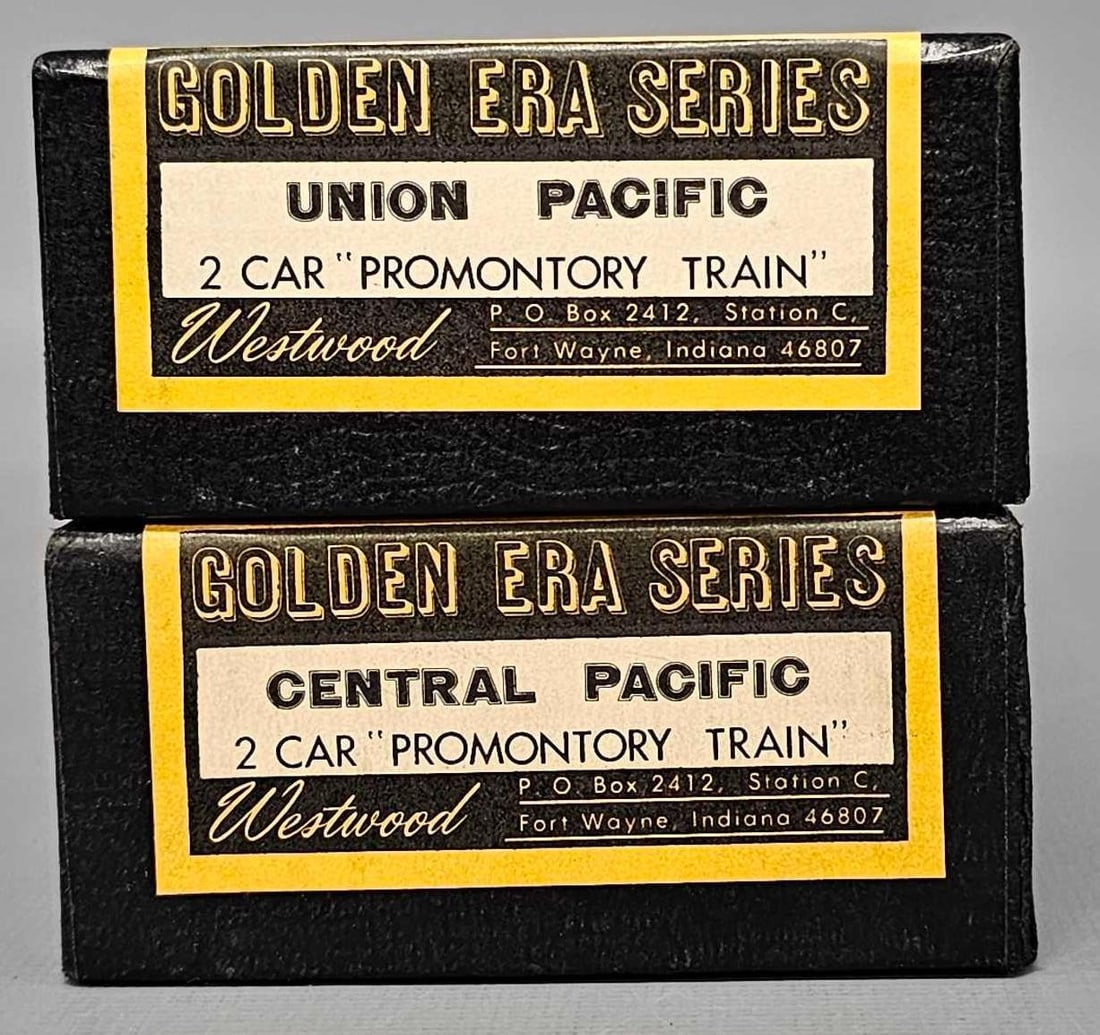 GOLDEN ERA SERIES
UNION PACIFIC
2 CAR "PROMONTORY TRAIN"
Westwood
P. O. Box 2412, Station C,
Fort Wayne, Indiana 46807
GOLDEN ERA SERIES
CENTRAL PACIFIC
2 CAR "PROMONTORY TRAIN"
Westwood
P. O. Box 2412, Station C,
Fort Wayne, Indiana 46807